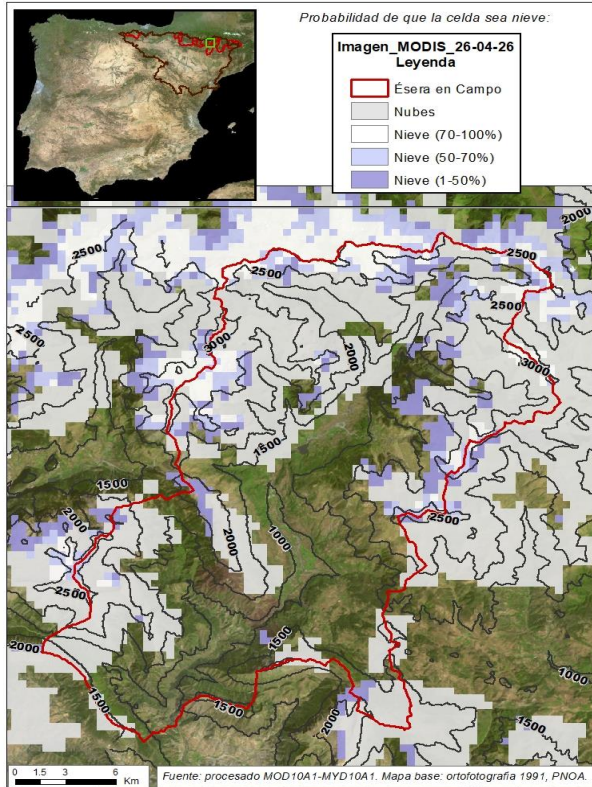 Probabilidad de que la celda sea nieve:
Imagen_MODIS_26-04-26
Leyenda
Ésera en Campo
Nubes
Nieve (70-100%)
Nieve (50-70%)
Nieve (1-50%)
2000
2500
2500
2500
2500
2500
3000
2000
3000
1500
1500
2000
2500
1000
2000
2500
2000
1500
1500
1500
2000
1000
1500
0 1.5 3 6
Km
Fuente: procesado MOD10A1-MYD10A1. Mapa base: ortofotografia 1991, PNOA.